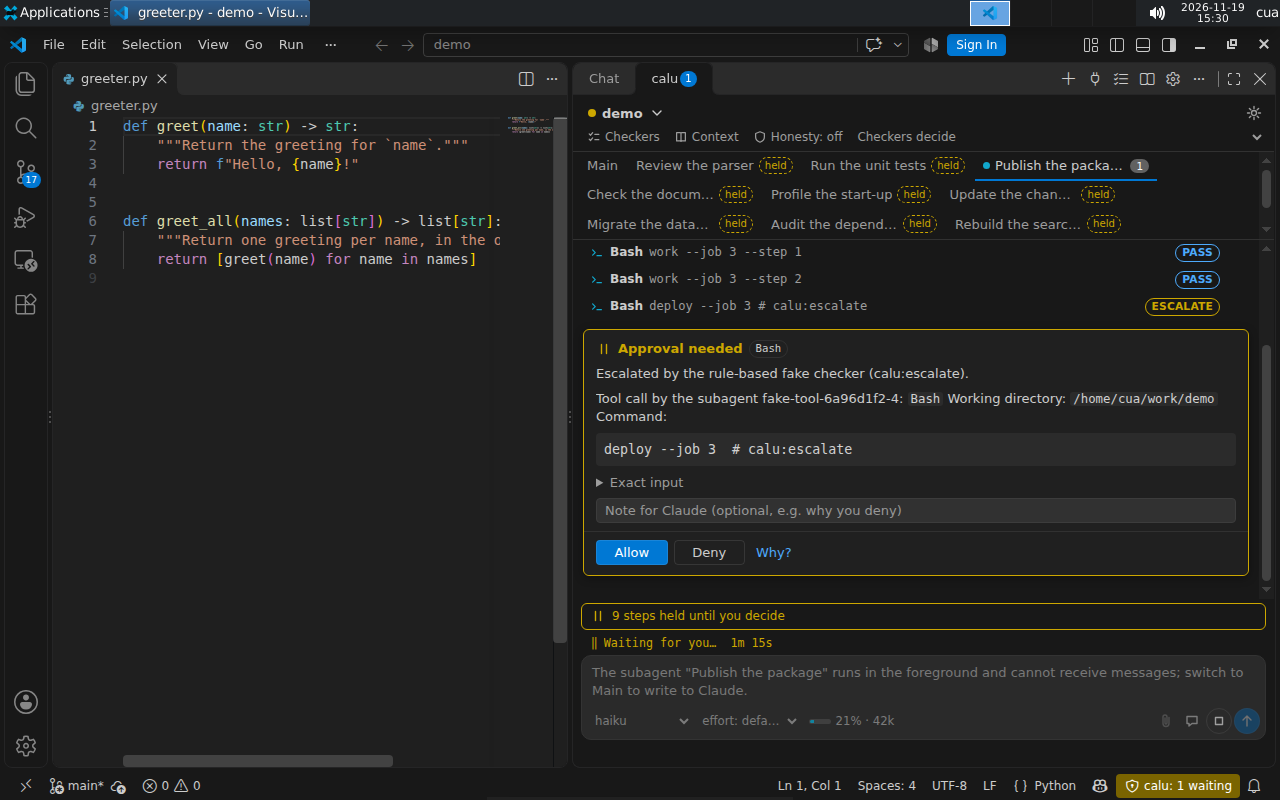 Applications
greeter.py - demo - Visu...
2026-11-19
15:30
cua
File Edit Selection View Go Run ···
demo
Sign In
greeter.py
Chat
calu 1
greeter.py
demo
Checkers Context Honesty: off Checkers decide
17
1 def greet(name: str) -> str:
2 """Return the greeting for `name`."""
3 return f"Hello, {name}!"
4
5
6 def greet_all(names: list[str]) -> list[str]:
7 """Return one greeting per name, in the o
8 return [greet(name) for name in names]
9
Main Review the parser held Run the unit tests held Publish the packa... 1
Check the docum... held Profile the start-up held Update the chan... held
Migrate the data... held Audit the depend... held Rebuild the searc... held
Bash work --job 3 --step 1 PASS
Bash work --job 3 --step 2 PASS
Bash deploy --job 3 # calu:escalate ESCALATE
Approval needed Bash
Escalated by the rule-based fake checker (calu:escalate).
Tool call by the subagent fake-tool-6a96d1f2-4: Bash Working directory: /home/cua/work/demo
Command:
deploy --job 3  # calu:escalate
Exact input
Note for Claude (optional, e.g. why you deny)
Allow Deny Why?
9 steps held until you decide
Waiting for you… 1m 15s
The subagent "Publish the package" runs in the foreground and cannot receive messages; switch to
Main to write to Claude.
haiku effort: defa... 21% · 42k
main* 0 0
Ln 1, Col 1 Spaces: 4 UTF-8 LF { } Python calu: 1 waiting